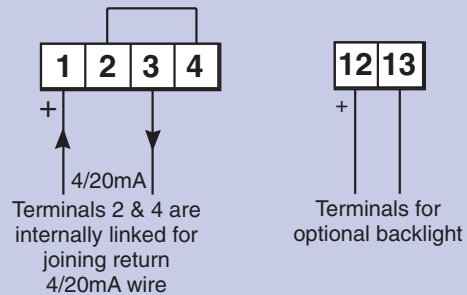 1 2 3 4
12 13
+
+
4/20mA
Terminals 2 & 4 are
internally linked for
joining return
4/20mA wire
Terminals for
optional backlight